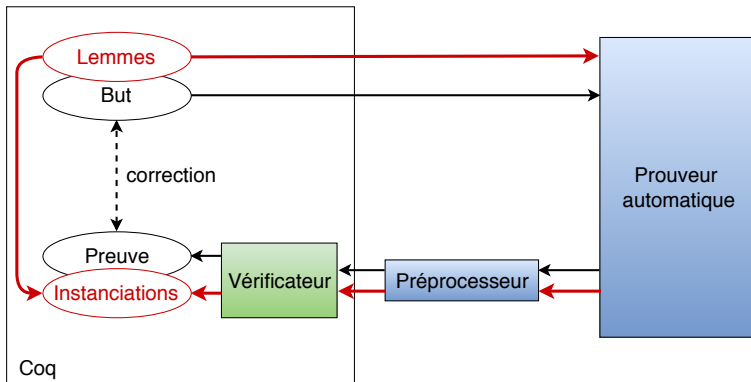 Lemmes
But
correction
Prouveur
automatique
Preuve
Vérificateur
Préprocesseur
Instanciations
Coq